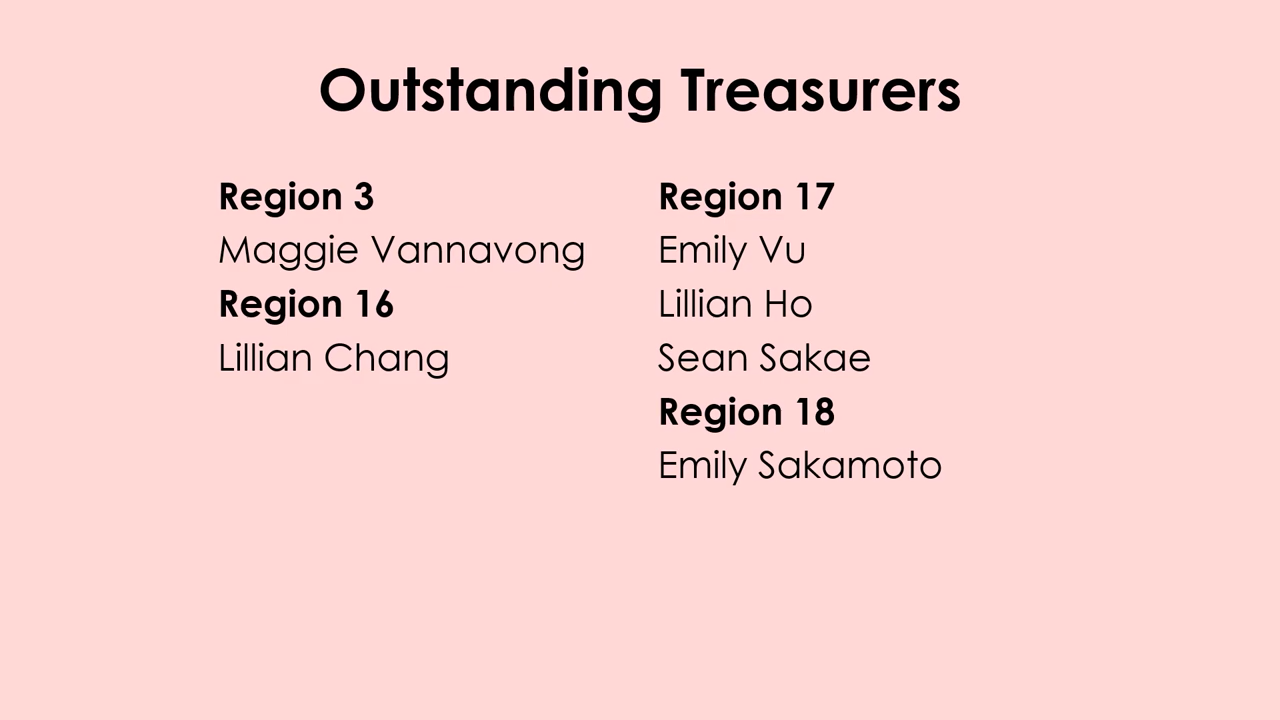 Outstanding Treasurers
Region 3
Maggie Vannavong
Region 16
Lillian Chang
Region 17
Emily Vu
Lillian Ho
Sean Sakae
Region 18
Emily Sakamoto